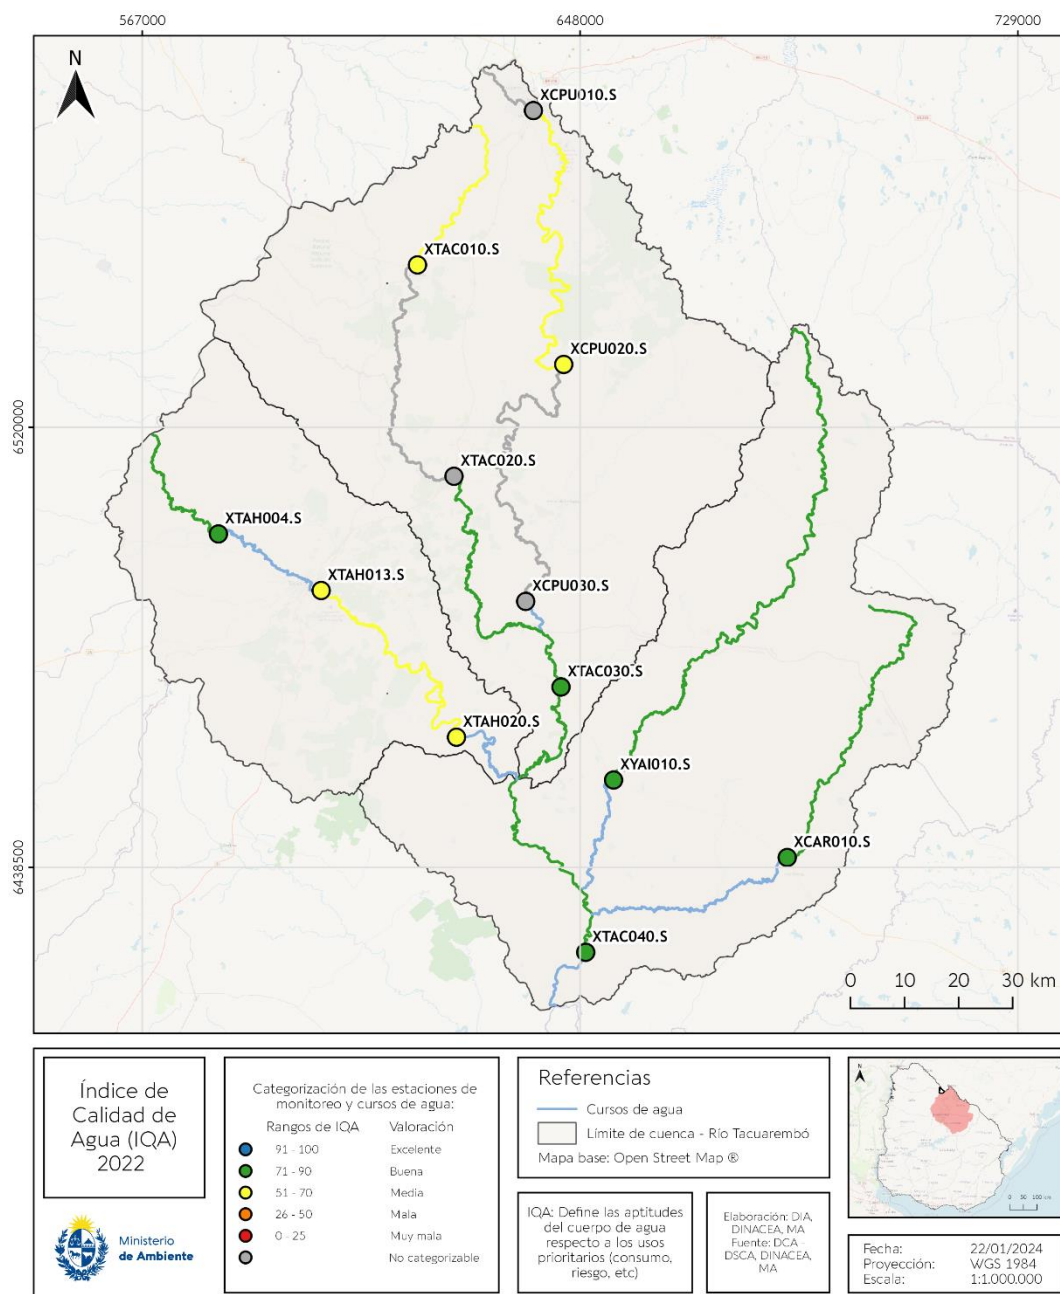 567000
648000
729000
N
XCPU010.S
XTAC010.S
XCPU020.S
6520000
XTAC020.S
XTAH004.S
XTAH013.S
XCPU030.S
XTAC030.S
XTAH020.S
XYAI010.S
XCAR010.S
6438500
XTAC040.S
0 10 20 30 km
Índice de
Calidad de
Agua (IQA)
2022
Ministerio
de Ambiente
Categorización de las estaciones de
monitoreo y cursos de agua:
Rangos de IQA Valoración
91 - 100 Excelente
71 - 90 Buena
51 - 70 Media
26 - 50 Mala
0 - 25 Muy mala
No categorizable
Referencias
Cursos de agua
Límite de cuenca - Río Tacuarembó
Mapa base: Open Street Map ®
IQA: Define las aptitudes
del cuerpo de agua
respecto a los usos
prioritarios (consumo,
riesgo, etc)
Elaboración: DIA,
DINACEA, MA
Fuente: DCA -
DSCA, DINACEA,
MA
N
0 50 100 km
Fecha: 22/01/2024
Proyección: WGS 1984
Escala: 1:1.000.000